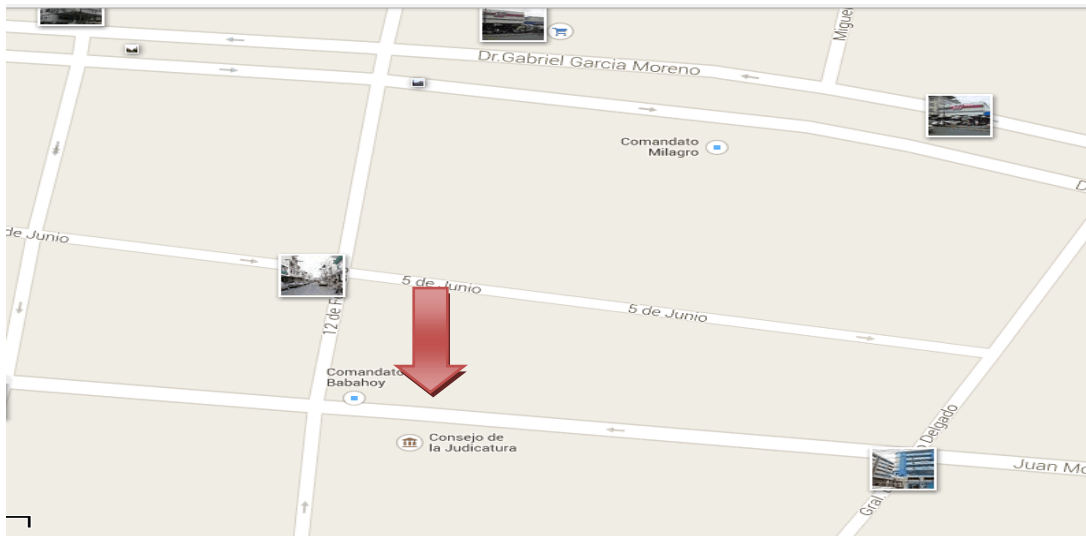 Miguel
Dr.Gabriel Garcia Moreno
Comandato
Milagro
de Junio
5 de Junio
5 de Junio
12 de F
Comandato
Babahoy
Consejo de
la Judicatura
Delgado
Juan Mo
Gral.